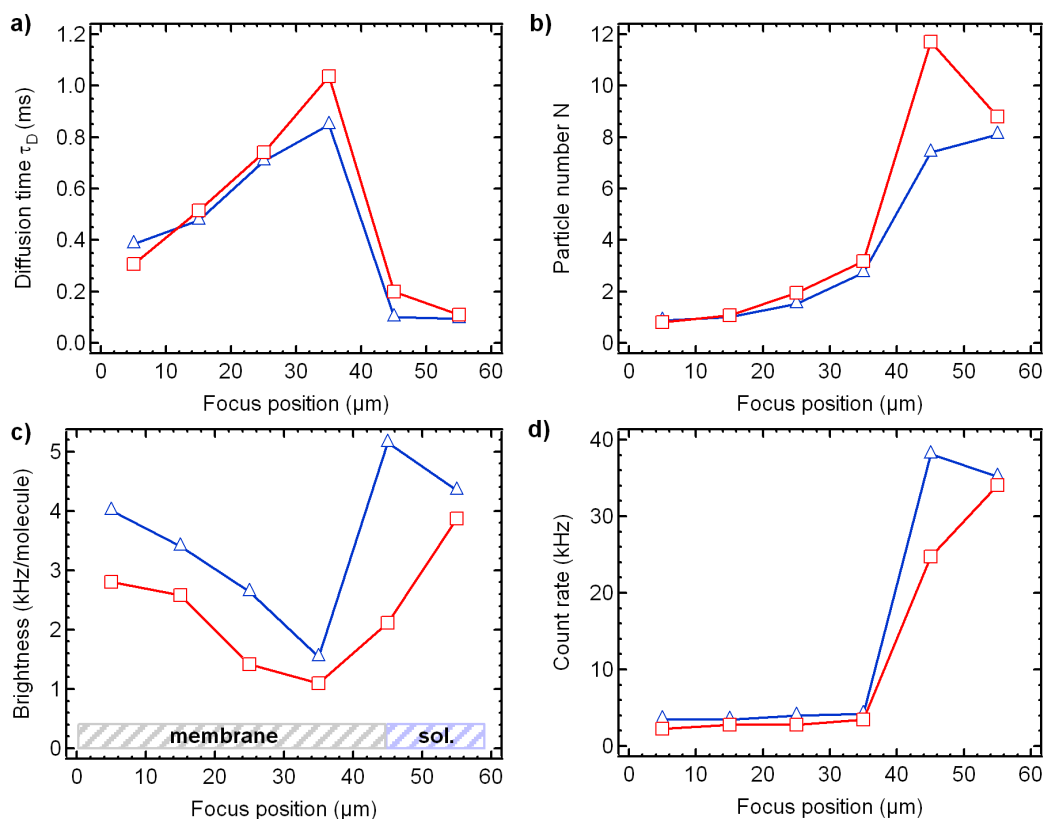 a)
1.2
1.0
0.8
0.6
0.4
0.2
0.0
Diffusion time τD (ms)
0 10 20 30 40 50 60
Focus position (µm)
b)
12
10
8
6
4
2
0
Particle number N
0 10 20 30 40 50 60
Focus position (µm)
c)
5
4
3
2
1
0
Brightness (kHz/molecule)
membrane
sol.
0 10 20 30 40 50 60
Focus position (µm)
d)
40
30
20
10
0
Count rate (kHz)
0 10 20 30 40 50 60
Focus position (µm)